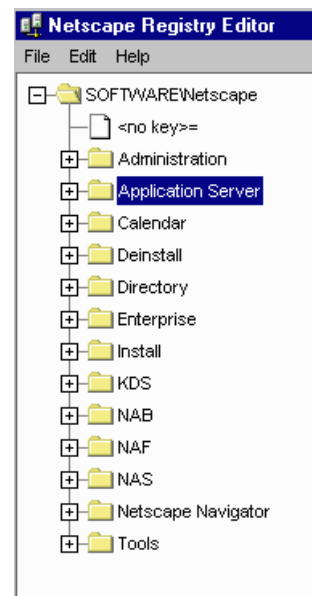 Netscape Registry Editor
File Edit Help
SOFTWARE\Netscape
<no key>=
Administration
Application Server
Calendar
Deinstall
Directory
Enterprise
Install
KDS
NAB
NAF
NAS
Netscape Navigator
Tools